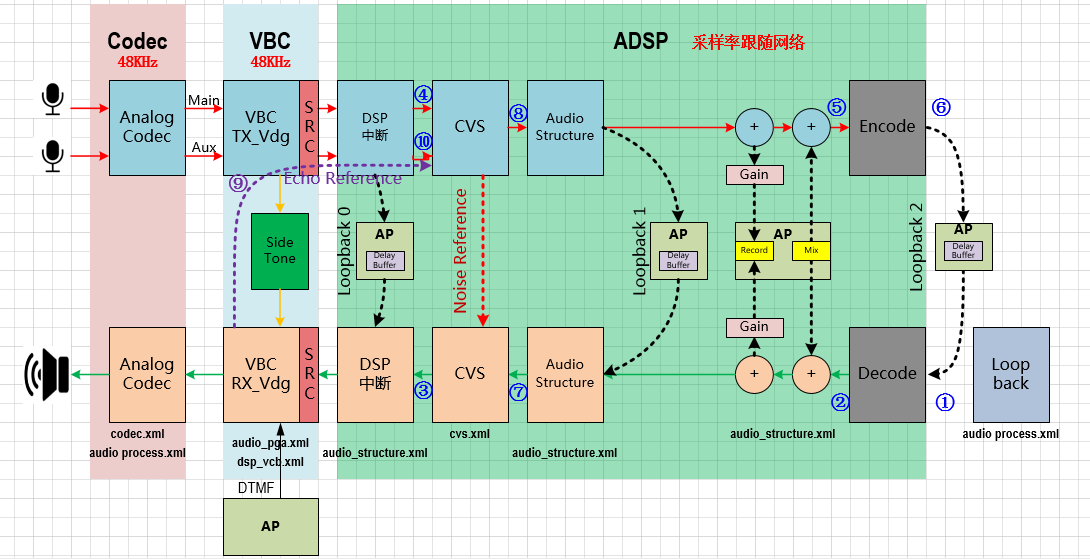 Codec
48KHz
VBC
48KHz
ADSP
采样率跟随网络
Analog
Codec
Main
Aux
VBC
TX_Vdg
S
R
C
DSP
中断
④
⑩
CVS
⑧
Audio
Structure
+
+
⑤
Encode
⑥
⑨
Echo Reference
Gain
Side
Tone
Loopback 0
AP
Delay
Buffer
Noise Reference
Loopback 1
AP
Delay
Buffer
AP
Record
Mix
Loopback 2
AP
Delay
Buffer
Gain
Analog
Codec
VBC
RX_Vdg
S
R
C
DSP
中断
③
CVS
⑦
Audio
Structure
+
+
②
Decode
①
Loop
back
codec.xml
audio process.xml
audio_pga.xml
dsp_vcb.xml
audio_structure.xml
cvs.xml
audio_structure.xml
audio_structure.xml
audio process.xml
DTMF
AP